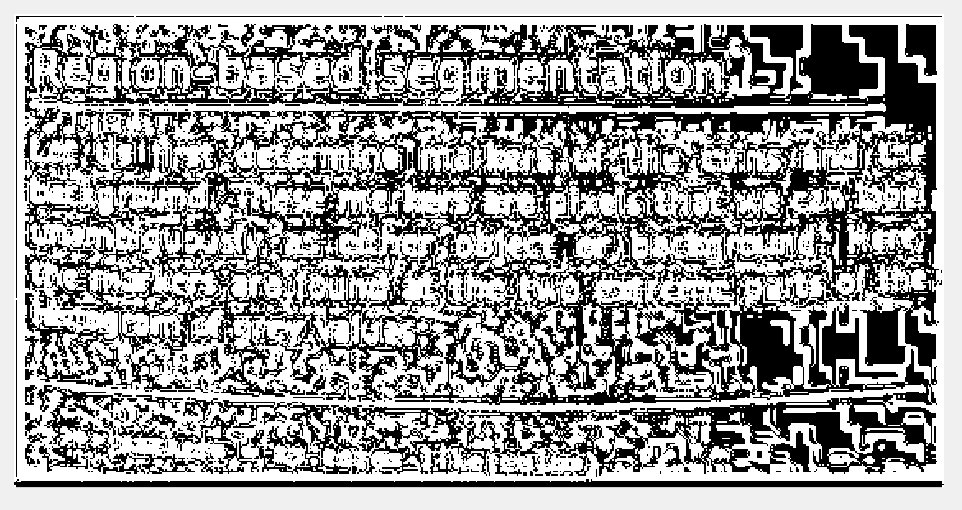 Region-based segmentation
Let us first determine markers of the coins and the
background. These markers are pixels that we can label
unambiguously as either object or background. Here,
the markers are found at the two extreme parts of the
histogram of grey values: